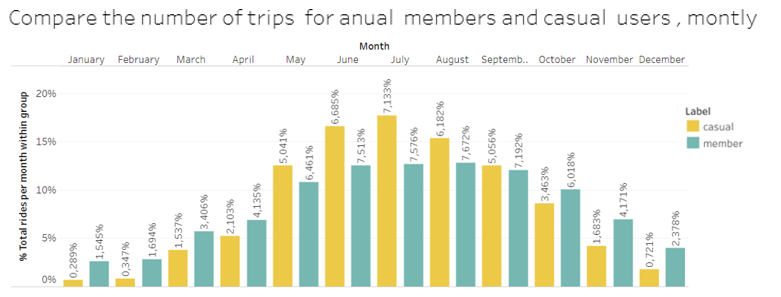 Compare the number of trips for anual members and casual users , montly
Month
January February March April May June July August Septemb.. October November December
% Total rides per month within group
20%
15%
10%
5%
0%
0,289% 1,545% 0,347% 1,694% 1,537% 3,406% 2,103% 4,135% 5,041% 6,461% 6,685% 7,513% 7,133% 7,576% 6,182% 7,672% 5,056% 7,192% 3,463% 6,018% 1,683% 4,171% 0,721% 2,378%
Label
casual
member